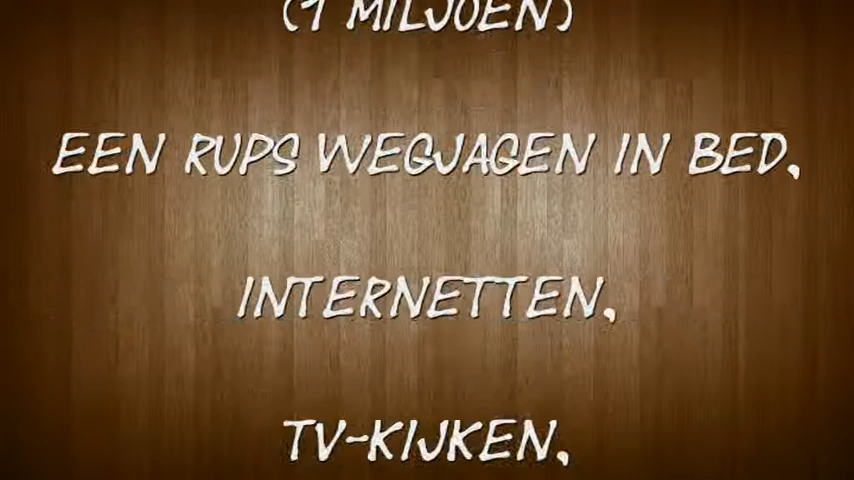 (1 MILJOEN)
EEN RUPS WEGJAGEN IN BED,
INTERNETTEN,
TV-KIJKEN,